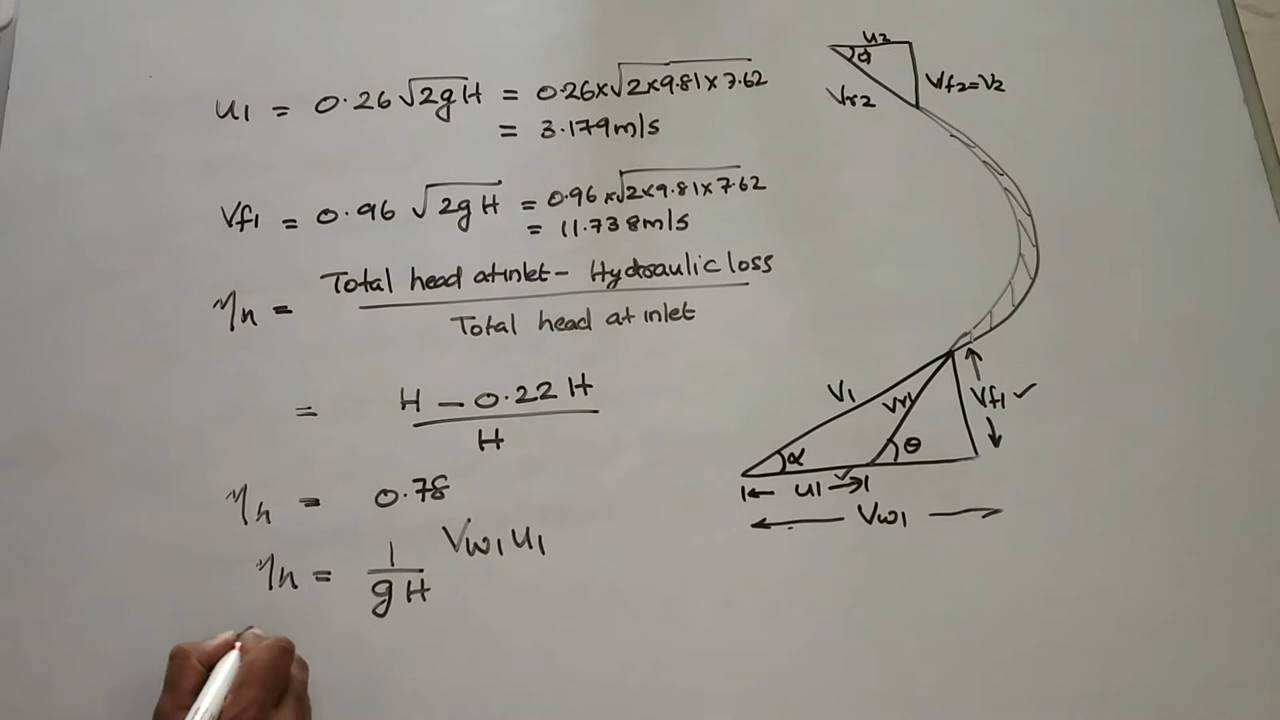 u1 = 0.26 √2gH = 0.26×√2×9.81×7.62
= 3.179m/s
Vf1 = 0.96 √2gH = 0.96×√2×9.81×7.62
= 11.738m/s
ηh = Total head at inlet - Hydraulic loss
Total head at inlet
= H - 0.22 H
H
ηh = 0.78
ηh = 1 Vw1 u1
gH
u2
ϕ
Vr2
Vf2=V2
V1
Vr1
Vf1 ✓
α
θ
u1
Vw1